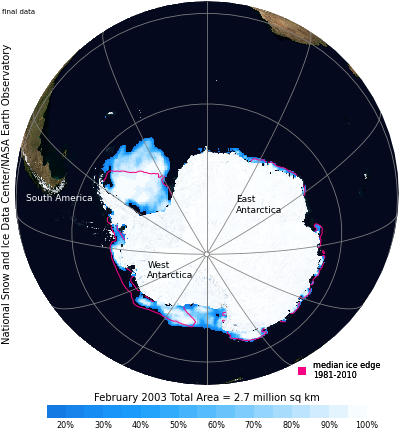 final data
National Snow and Ice Data Center/NASA Earth Observatory
South America
East
Antarctica
West
Antarctica
median ice edge
1981-2010
February 2003 Total Area = 2.7 million sq km
20% 30% 40% 50% 60% 70% 80% 90% 100%